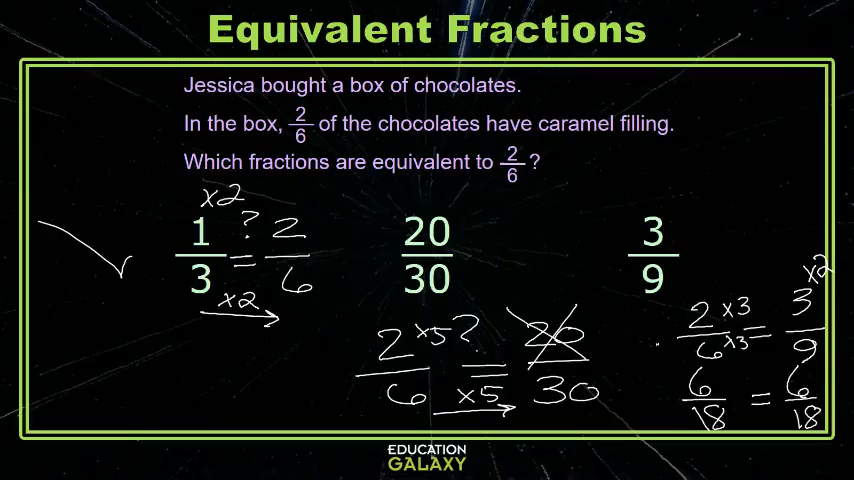 Equivalent Fractions
Jessica bought a box of chocolates.
In the box, 2/6 of the chocolates have caramel filling.
Which fractions are equivalent to 2/6 ?
x2
1/3 ?= 2/6
x2
20/30
3/9
2/6 x5 ?= 20/30
x5
2/6 x3 = 3/9 x2
x3
6/18 = 6/18
EDUCATION
GALAXY